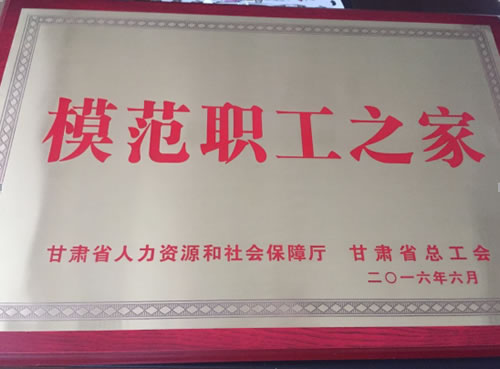 模范职工之家
甘肃省人力资源和社会保障厅 甘肃省总工会
二〇一六年六月